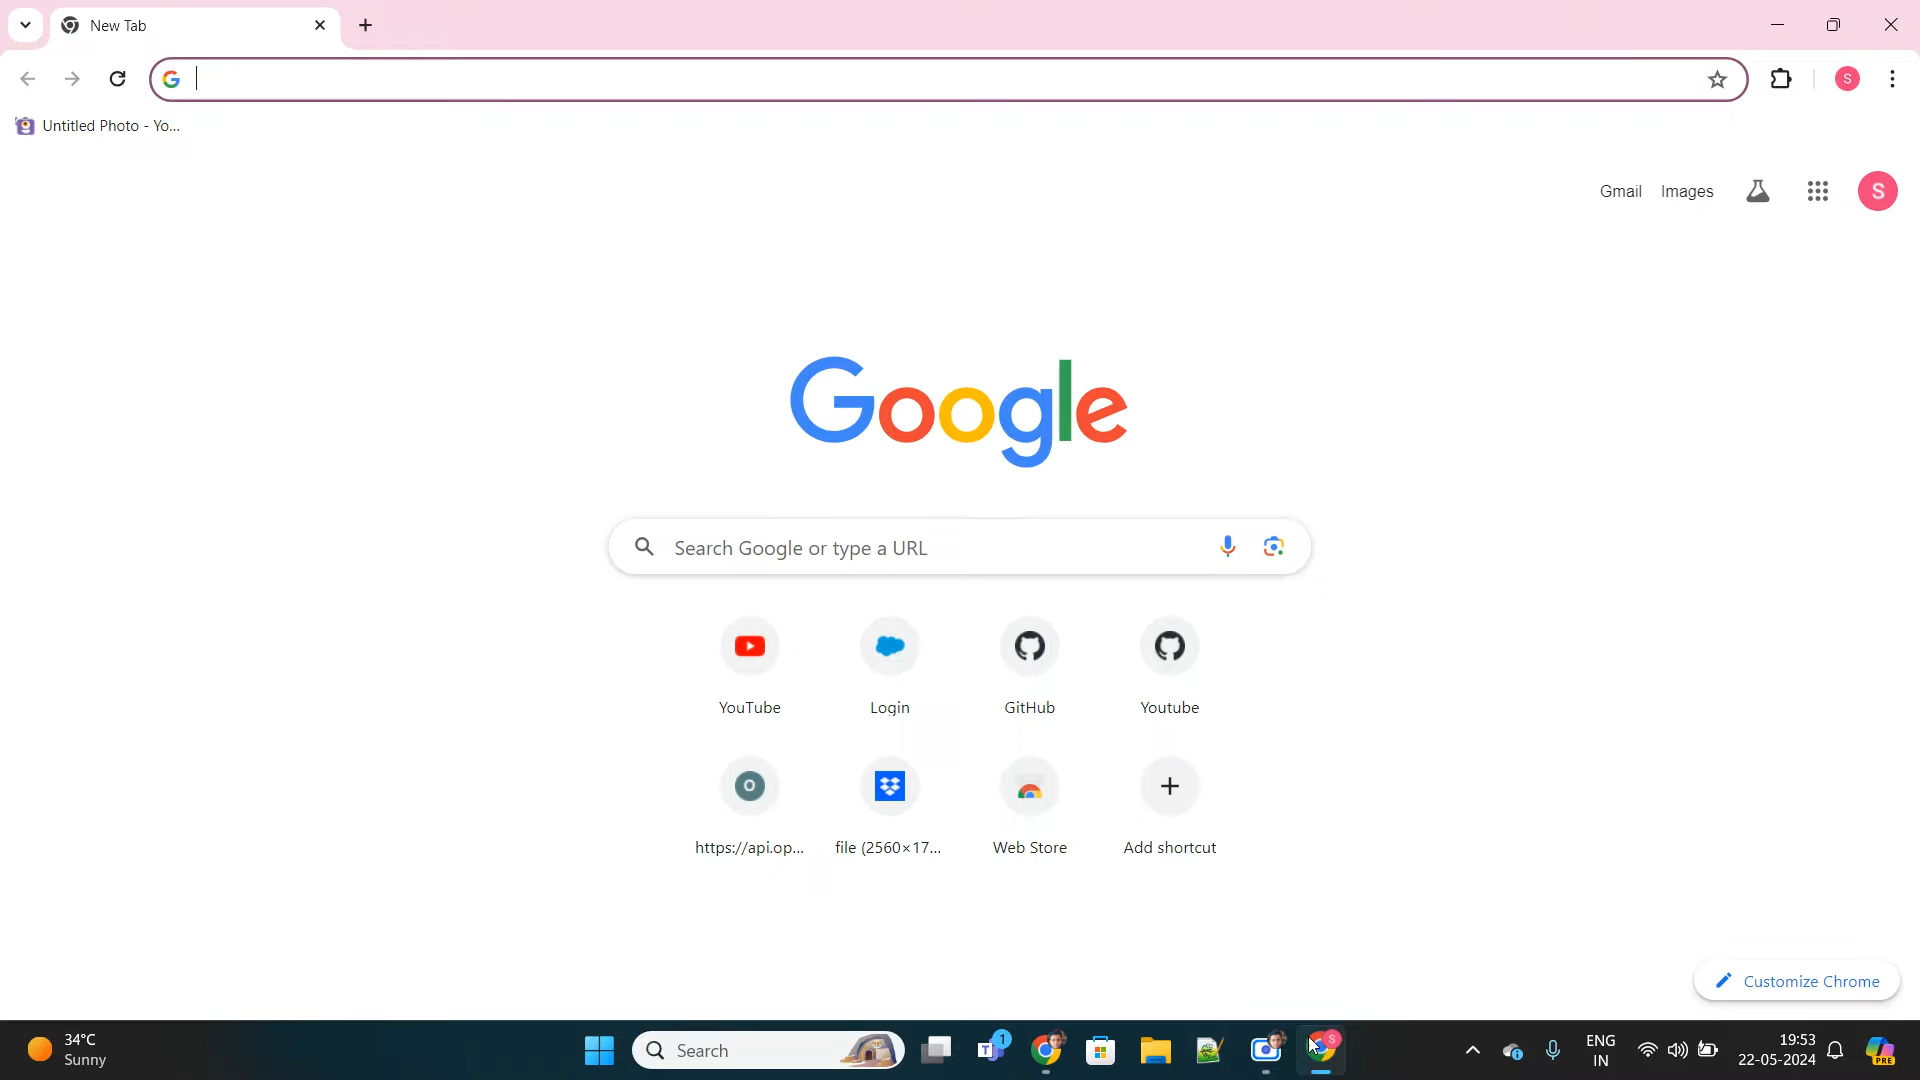 New Tab
Untitled Photo - Yo...
Gmail Images
S
S
Google
Search Google or type a URL
YouTube
Login
GitHub
Youtube
O
https://api.op...
file (2560×17...
Web Store
Add shortcut
Customize Chrome
34°C
Sunny
Search
1
S
ENG
IN
19:53
22-05-2024
PRE